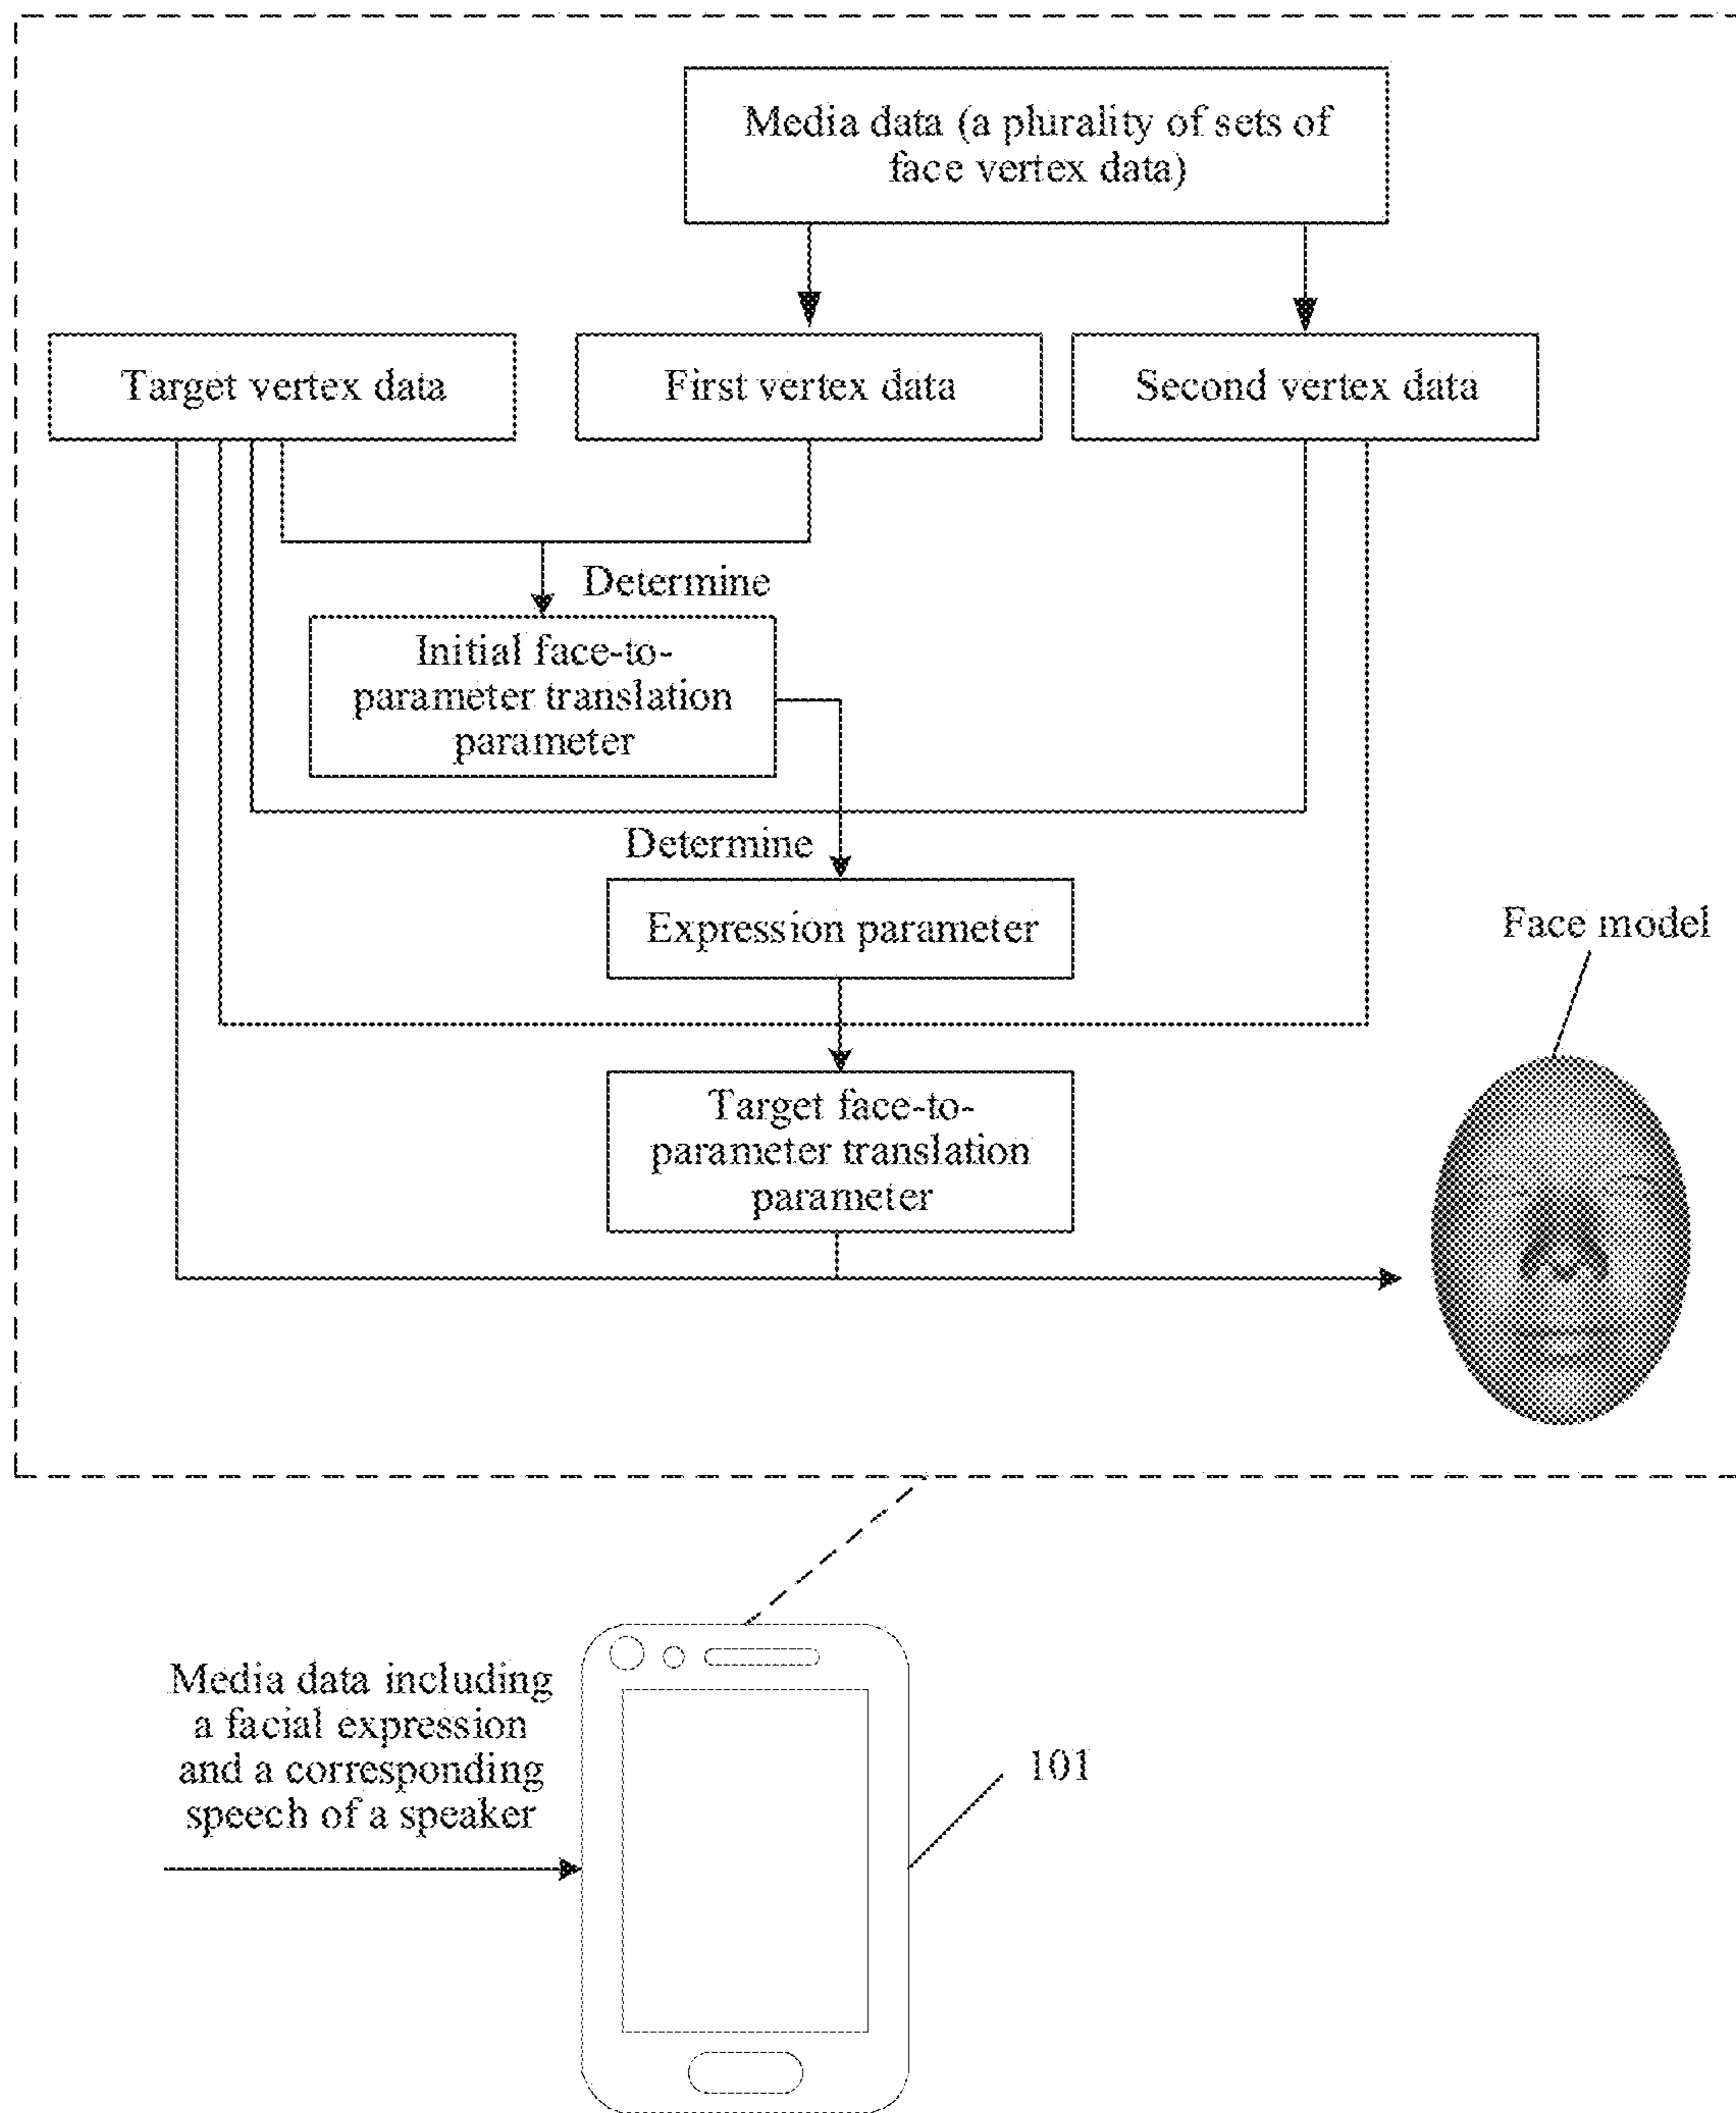 Media data (a plurality of sets of
face vertex data)
Target vertex data
First vertex data
Second vertex data
Determine
Initial face-to-
parameter translation
parameter
Determine
Expression parameter
Face model
Target face-to-
parameter translation
parameter
Media data including
a facial expression
and a corresponding
speech of a speaker
101